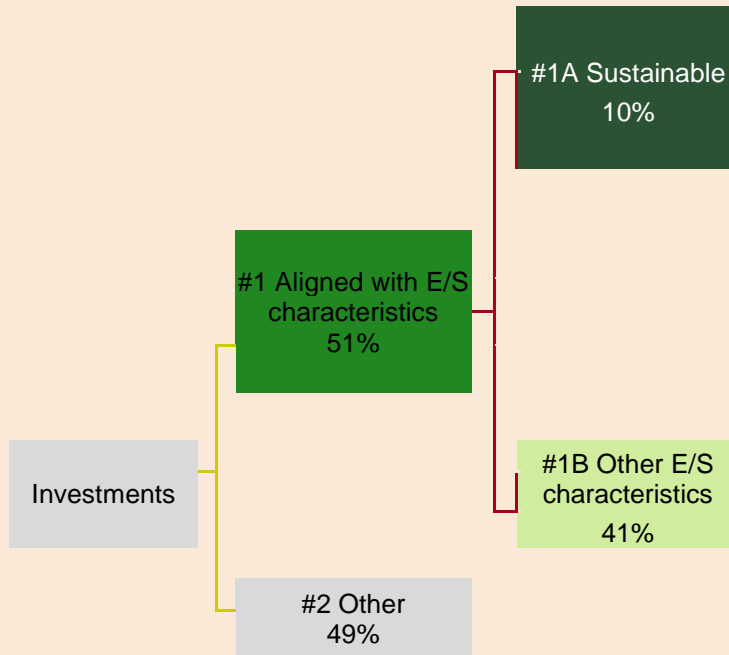 #1A Sustainable
10%
#1 Aligned with E/S
characteristics
51%
Investments
#1B Other E/S
characteristics
41%
#2 Other
49%